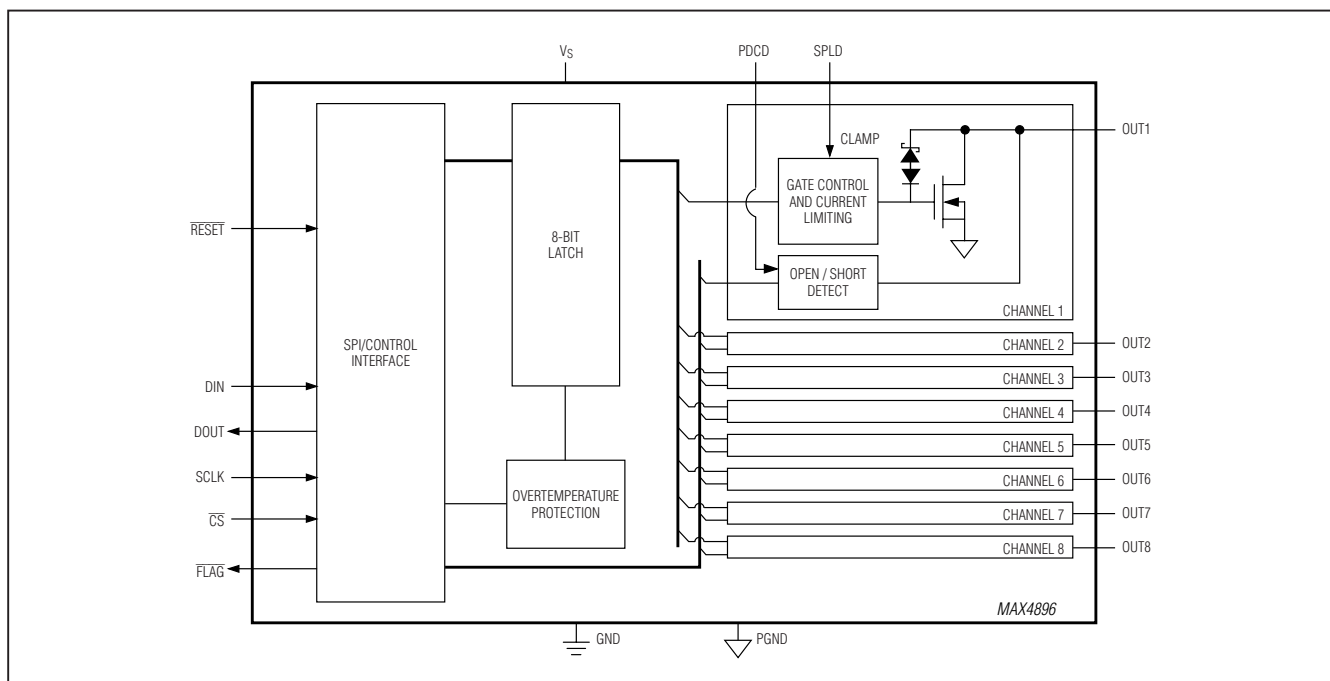 VS
PDCD
SPLD
CLAMP
OUT1
GATE CONTROL
AND CURRENT
LIMITING
RESET
8-BIT
LATCH
OPEN / SHORT
DETECT
CHANNEL 1
SPI/CONTROL
INTERFACE
CHANNEL 2
OUT2
CHANNEL 3
OUT3
DIN
CHANNEL 4
OUT4
DOUT
CHANNEL 5
OUT5
SCLK
OVERTEMPERATURE
PROTECTION
CHANNEL 6
OUT6
CS
CHANNEL 7
OUT7
CHANNEL 8
OUT8
FLAG
MAX4896
GND
PGND